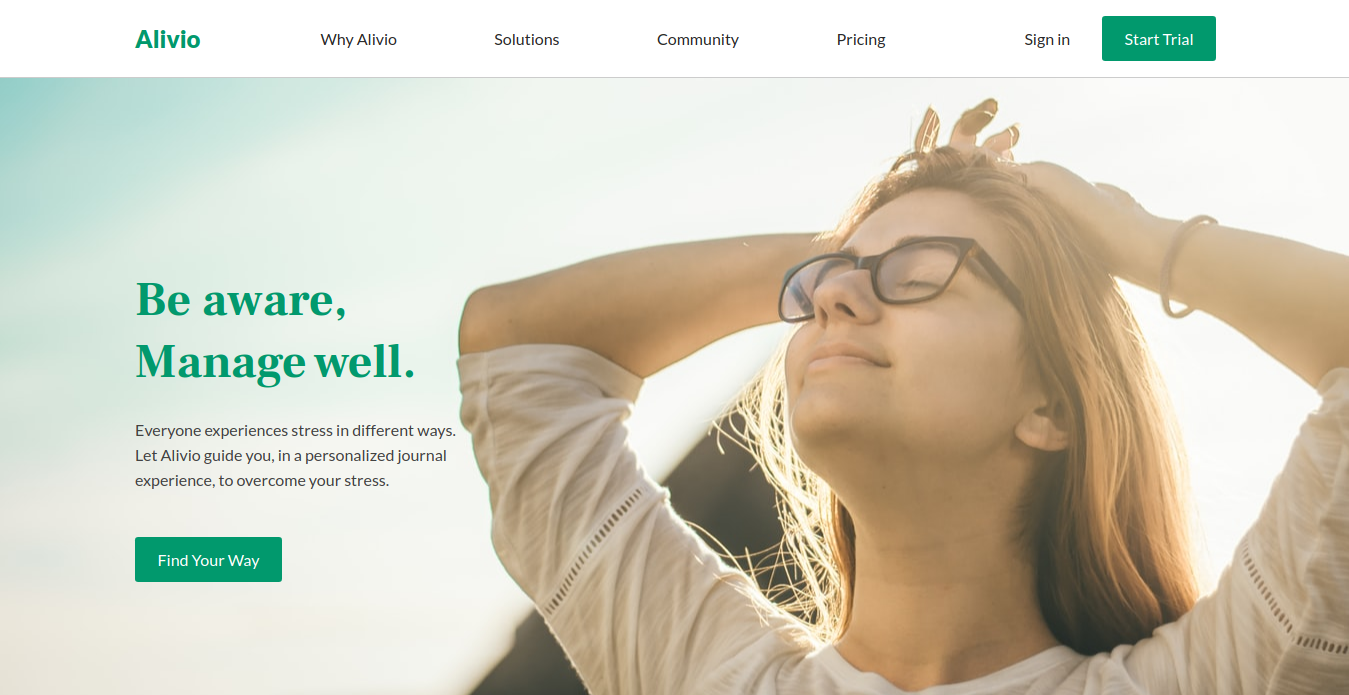 Alivio
Why Alivio
Solutions
Community
Pricing
Sign in
Start Trial
Be aware,
Manage well.
Everyone experiences stress in different ways.
Let Alivio guide you, in a personalized journal
experience, to overcome your stress.
Find Your Way